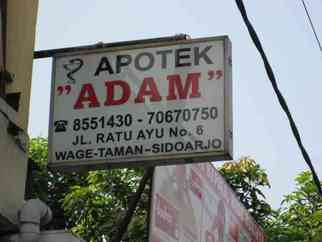 APOTEK
"ADAM"
☎ 8551430 - 70670750
JL. RATU AYU No. 6
WAGE-TAMAN-SIDOARJO